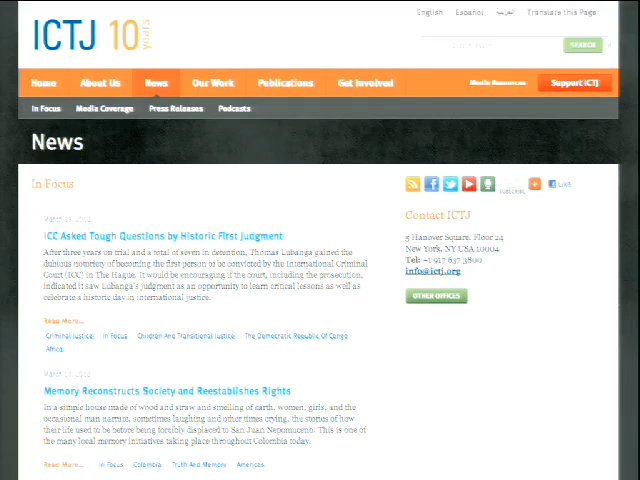 English Español العربية Translate this Page
ICTJ 10 years
SEARCH
Home About Us News Our Work Publications Get Involved Media Resources Support ICTJ
In Focus Media Coverage Press Releases Podcasts
News
In Focus
LIKE
SUBSCRIBE
ICC Asked Tough Questions by Historic First Judgment
After three years on trial and a total of seven in detention, Thomas Lubanga gained the
dubious notoriety of becoming the first person to be convicted by the International Criminal
Court (ICC) in The Hague. It would be encouraging if the court, including the prosecution,
indicated it saw Lubanga's judgment as an opportunity to learn critical lessons as well as
celebrate a historic day in international justice.
Read More...
Criminal Justice In Focus Children And Transitional Justice The Democratic Republic Of Congo
Africa
Memory Reconstructs Society and Reestablishes Rights
In a simple house made of wood and straw and smelling of earth, women, girls, and the
occasional man narrate, sometimes laughing and other times crying, the stories of how
their life used to be before being forcibly displaced to San Juan Nepomuceno. This is one of
the many local memory initiatives taking place throughout Colombia today.
Read More... In Focus Colombia Truth And Memory Americas
Contact ICTJ
5 Hanover Square. Floor 24
New York, NY USA 10004
Tel: +1 917 637 3800
info@ictj.org
OTHER OFFICES